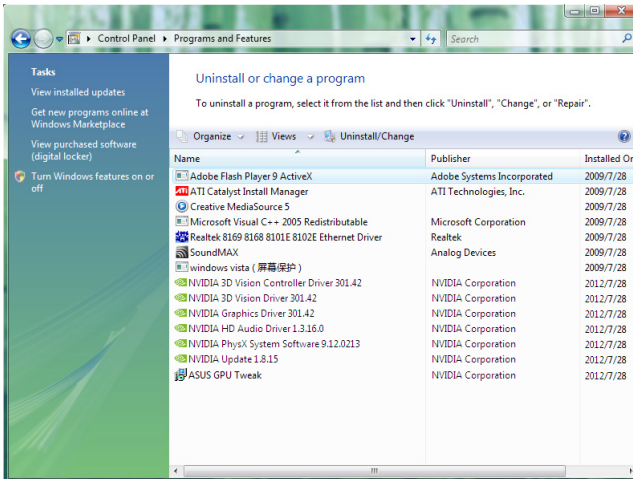 Control Panel ▸ Programs and Features
Search
Tasks
View installed updates
Get new programs online at
Windows Marketplace
View purchased software
(digital locker)
Turn Windows features on or
off
Uninstall or change a program
To uninstall a program, select it from the list and then click "Uninstall", "Change", or "Repair".
Organize Views Uninstall/Change
Name Publisher Installed On
Adobe Flash Player 9 ActiveX Adobe Systems Incorporated 2009/7/28
ATI Catalyst Install Manager ATI Technologies, Inc. 2009/7/28
Creative MediaSource 5 2009/7/28
Microsoft Visual C++ 2005 Redistributable Microsoft Corporation 2009/7/28
Realtek 8169 8168 8101E 8102E Ethernet Driver Realtek 2009/7/28
SoundMAX Analog Devices 2009/7/28
windows vista ( 屏幕保护 ) 2009/7/28
NVIDIA 3D Vision Controller Driver 301.42 NVIDIA Corporation 2012/7/28
NVIDIA 3D Vision Driver 301.42 NVIDIA Corporation 2012/7/28
NVIDIA Graphics Driver 301.42 NVIDIA Corporation 2012/7/28
NVIDIA HD Audio Driver 1.3.16.0 NVIDIA Corporation 2012/7/28
NVIDIA PhysX System Software 9.12.0213 NVIDIA Corporation 2012/7/28
NVIDIA Update 1.8.15 NVIDIA Corporation 2012/7/28
ASUS GPU Tweak NVIDIA Corporation 2012/7/28